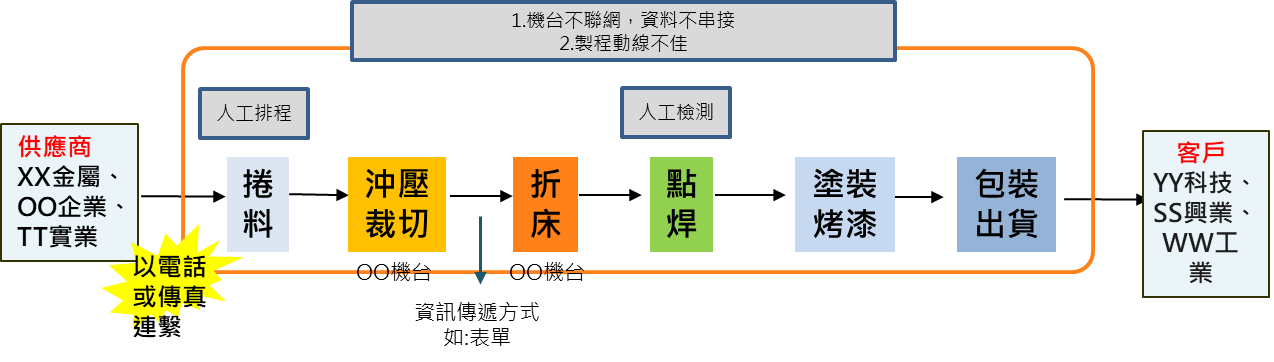 1.機台不聯網，資料不串接
2.製程動線不佳
人工排程
人工檢測
供應商
XX金屬、
OO企業、
TT實業
捲
料
沖壓
裁切
折
床
點
焊
塗裝
烤漆
包裝
出貨
客戶
YY科技、
SS興業、
WW工
業
以電話
或傳真
連繫
OO機台
OO機台
資訊傳遞方式
如:表單